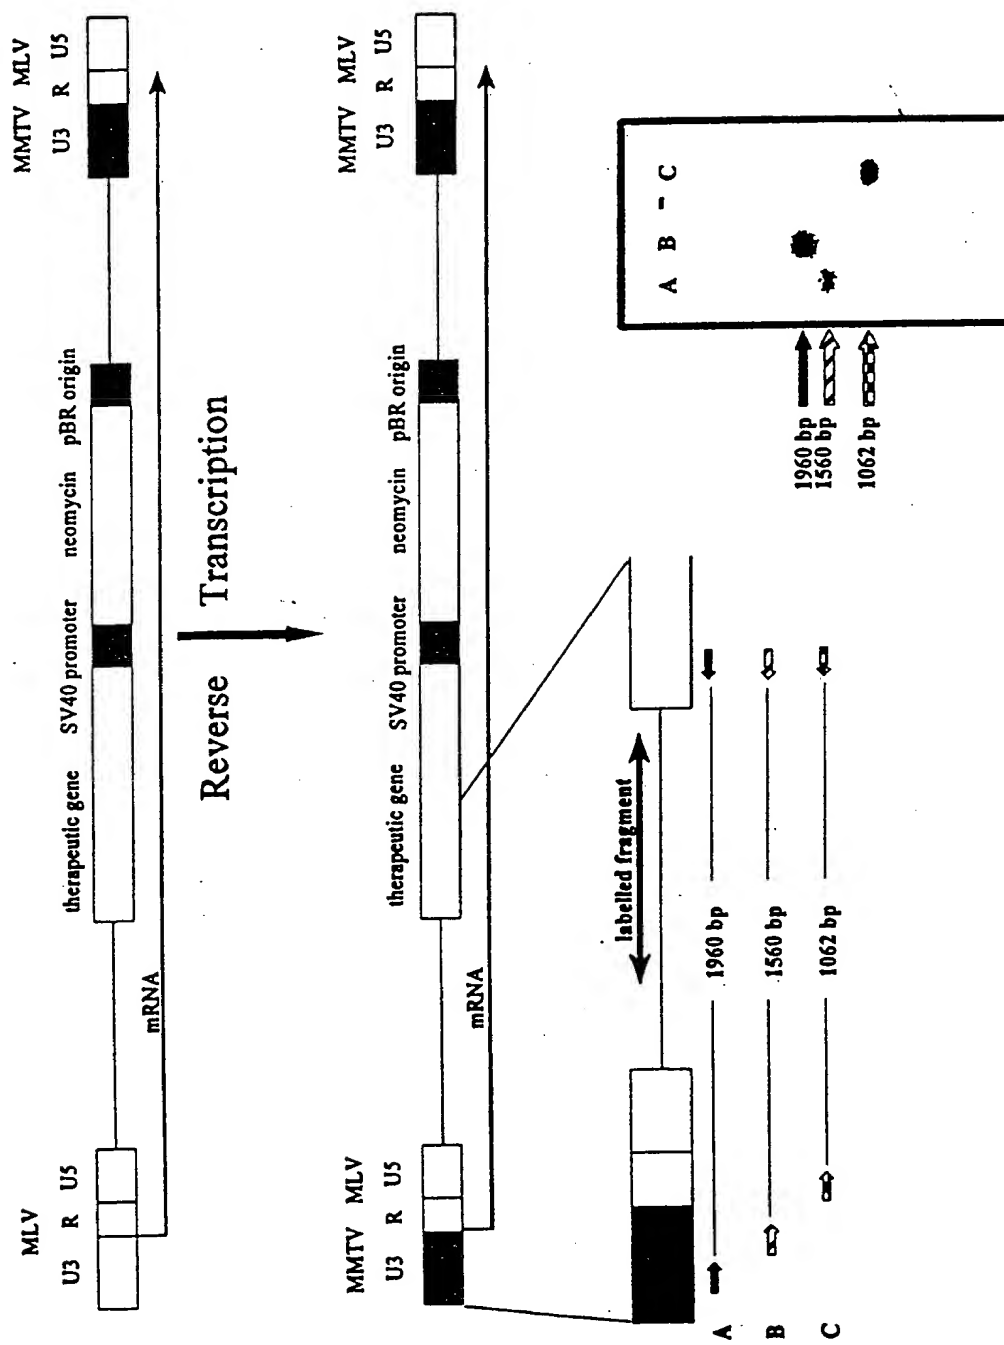 MLV
MMTV MLV
U3 R U5
U3 R U5
therapeutic gene SV40 promoter neomycin pBR origin
mRNA
Reverse Transcription
MMTV MLV
MMTV MLV
U3 R U5
U3 R U5
therapeutic gene SV40 promoter neomycin pBR origin
mRNA
labelled fragment
A 1960 bp
B 1560 bp
C 1062 bp
A B - C
1960 bp
1560 bp
1062 bp